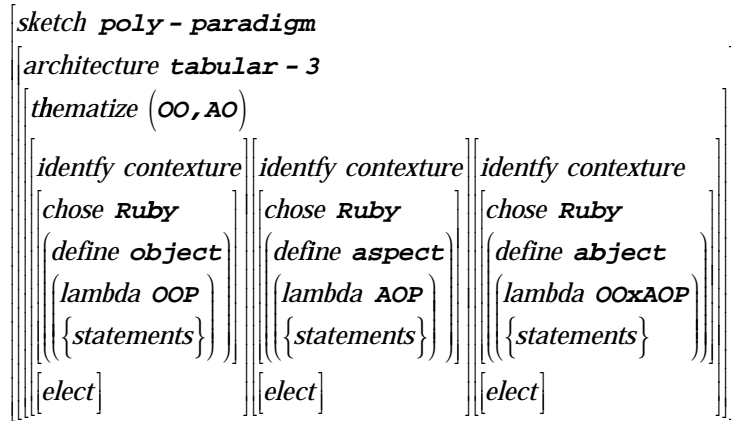 sketch poly - paradigm
architecture tabular - 3
thematize (OO, AO)
identfy contexture identfy contexture identfy contexture
chose Ruby chose Ruby chose Ruby
(define object) (define aspect) (define abject)
(lambda OOP) (lambda AOP) (lambda OOxAOP)
{statements} {statements} {statements}
[elect] [elect] [elect]